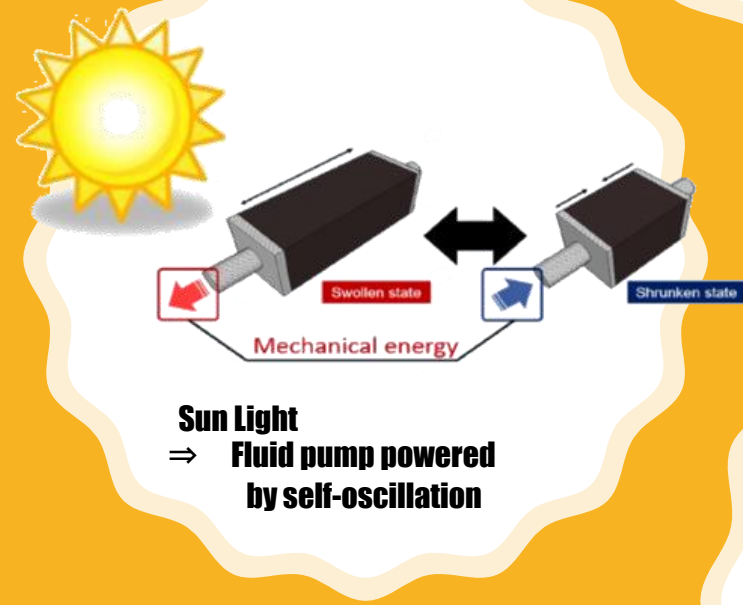 Swollen state
Shrunken state
Mechanical energy
Sun Light
⇒ Fluid pump powered
by self-oscillation